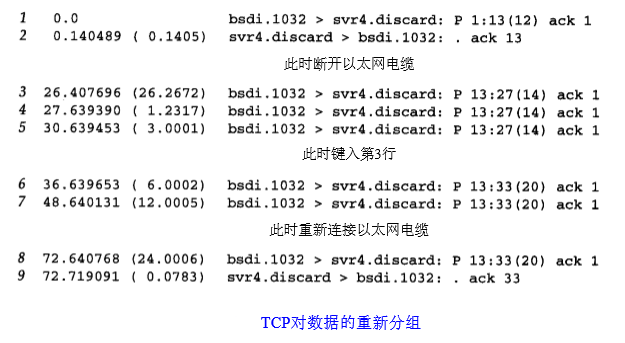 1 0.0 bsdi.1032 > svr4.discard: P 1:13(12) ack 1
2 0.140489 ( 0.1405) svr4.discard > bsdi.1032: . ack 13
此时断开以太网电缆
3 26.407696 (26.2672) bsdi.1032 > svr4.discard: P 13:27(14) ack 1
4 27.639390 ( 1.2317) bsdi.1032 > svr4.discard: P 13:27(14) ack 1
5 30.639453 ( 3.0001) bsdi.1032 > svr4.discard: P 13:27(14) ack 1
此时键入第3行
6 36.639653 ( 6.0002) bsdi.1032 > svr4.discard: P 13:33(20) ack 1
7 48.640131 (12.0005) bsdi.1032 > svr4.discard: P 13:33(20) ack 1
此时重新连接以太网电缆
8 72.640768 (24.0006) bsdi.1032 > svr4.discard: P 13:33(20) ack 1
9 72.719091 ( 0.0783) svr4.discard > bsdi.1032: . ack 33
TCP对数据的重新分组